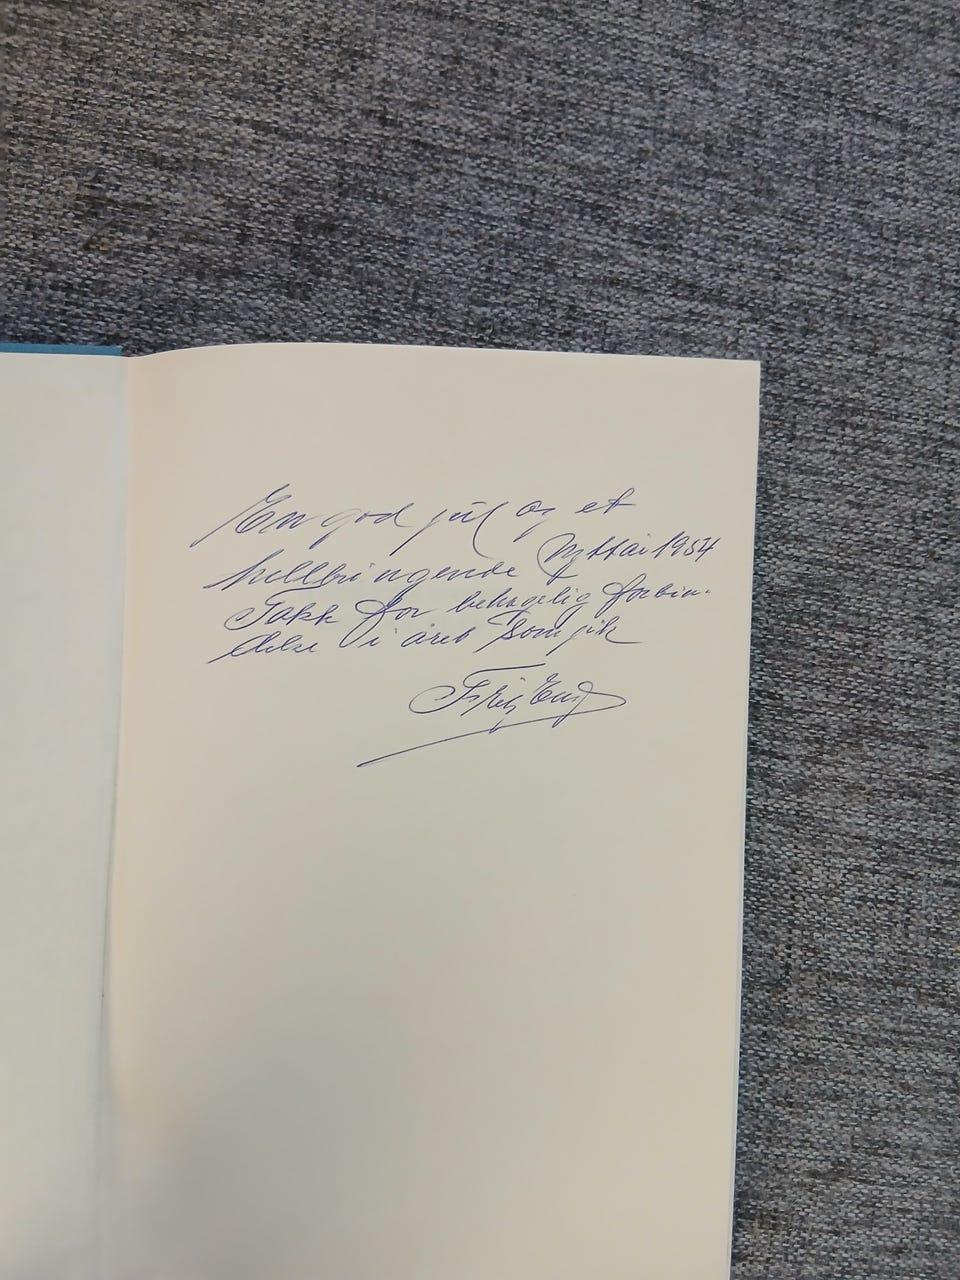 En god jul og et
hellbringende Nyttår 1954
Takk for behagelig forbin-
delse i året som gik